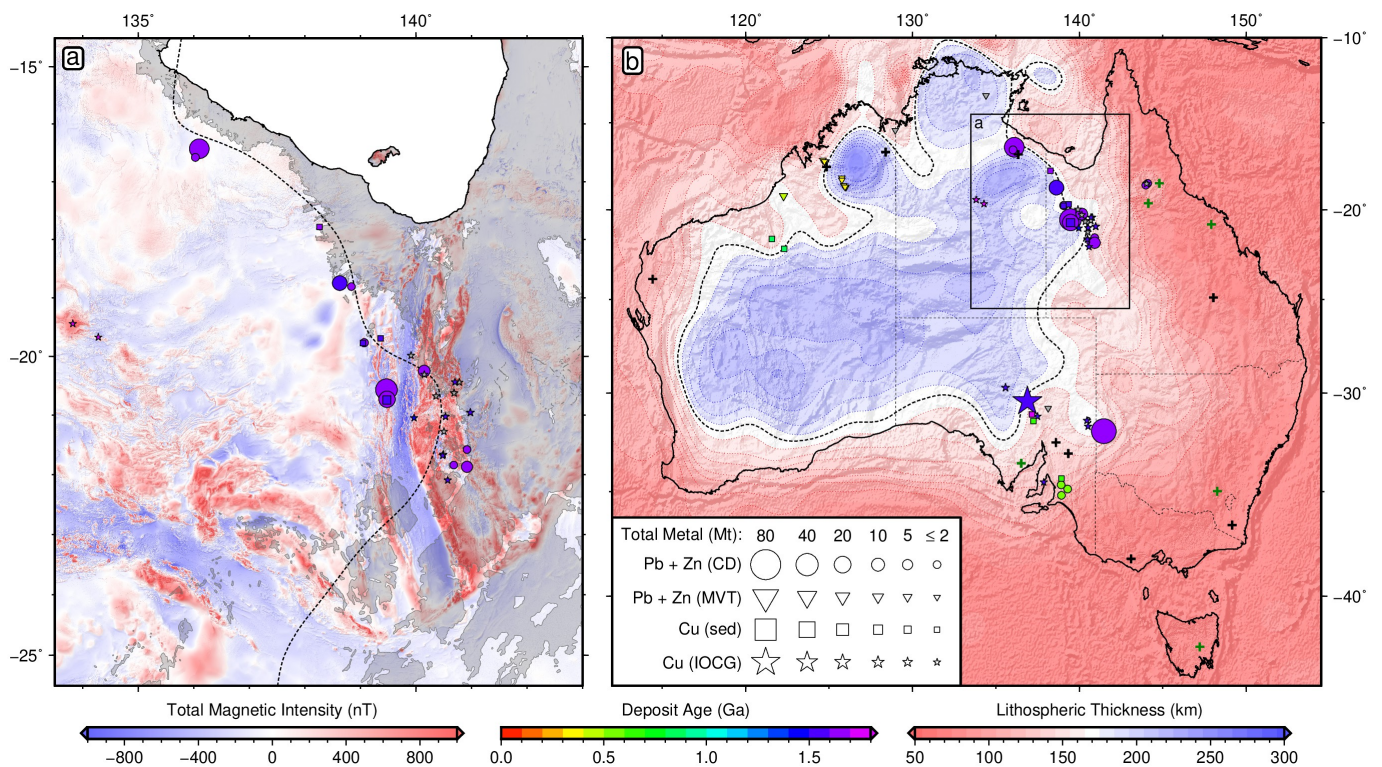 135˚ 140˚ 120˚ 130˚ 140˚ 150˚
a
−15˚
−20˚
−25˚
b
a
−10˚
−20˚
−30˚
−40˚
Total Metal (Mt): 80 40 20 10 5 ≤ 2
Pb + Zn (CD)
Pb + Zn (MVT)
Cu (sed)
Cu (IOCG)
Total Magnetic Intensity (nT)
−800 −400 0 400 800
Deposit Age (Ga)
0.0 0.5 1.0 1.5
Lithospheric Thickness (km)
50 100 150 200 250 300